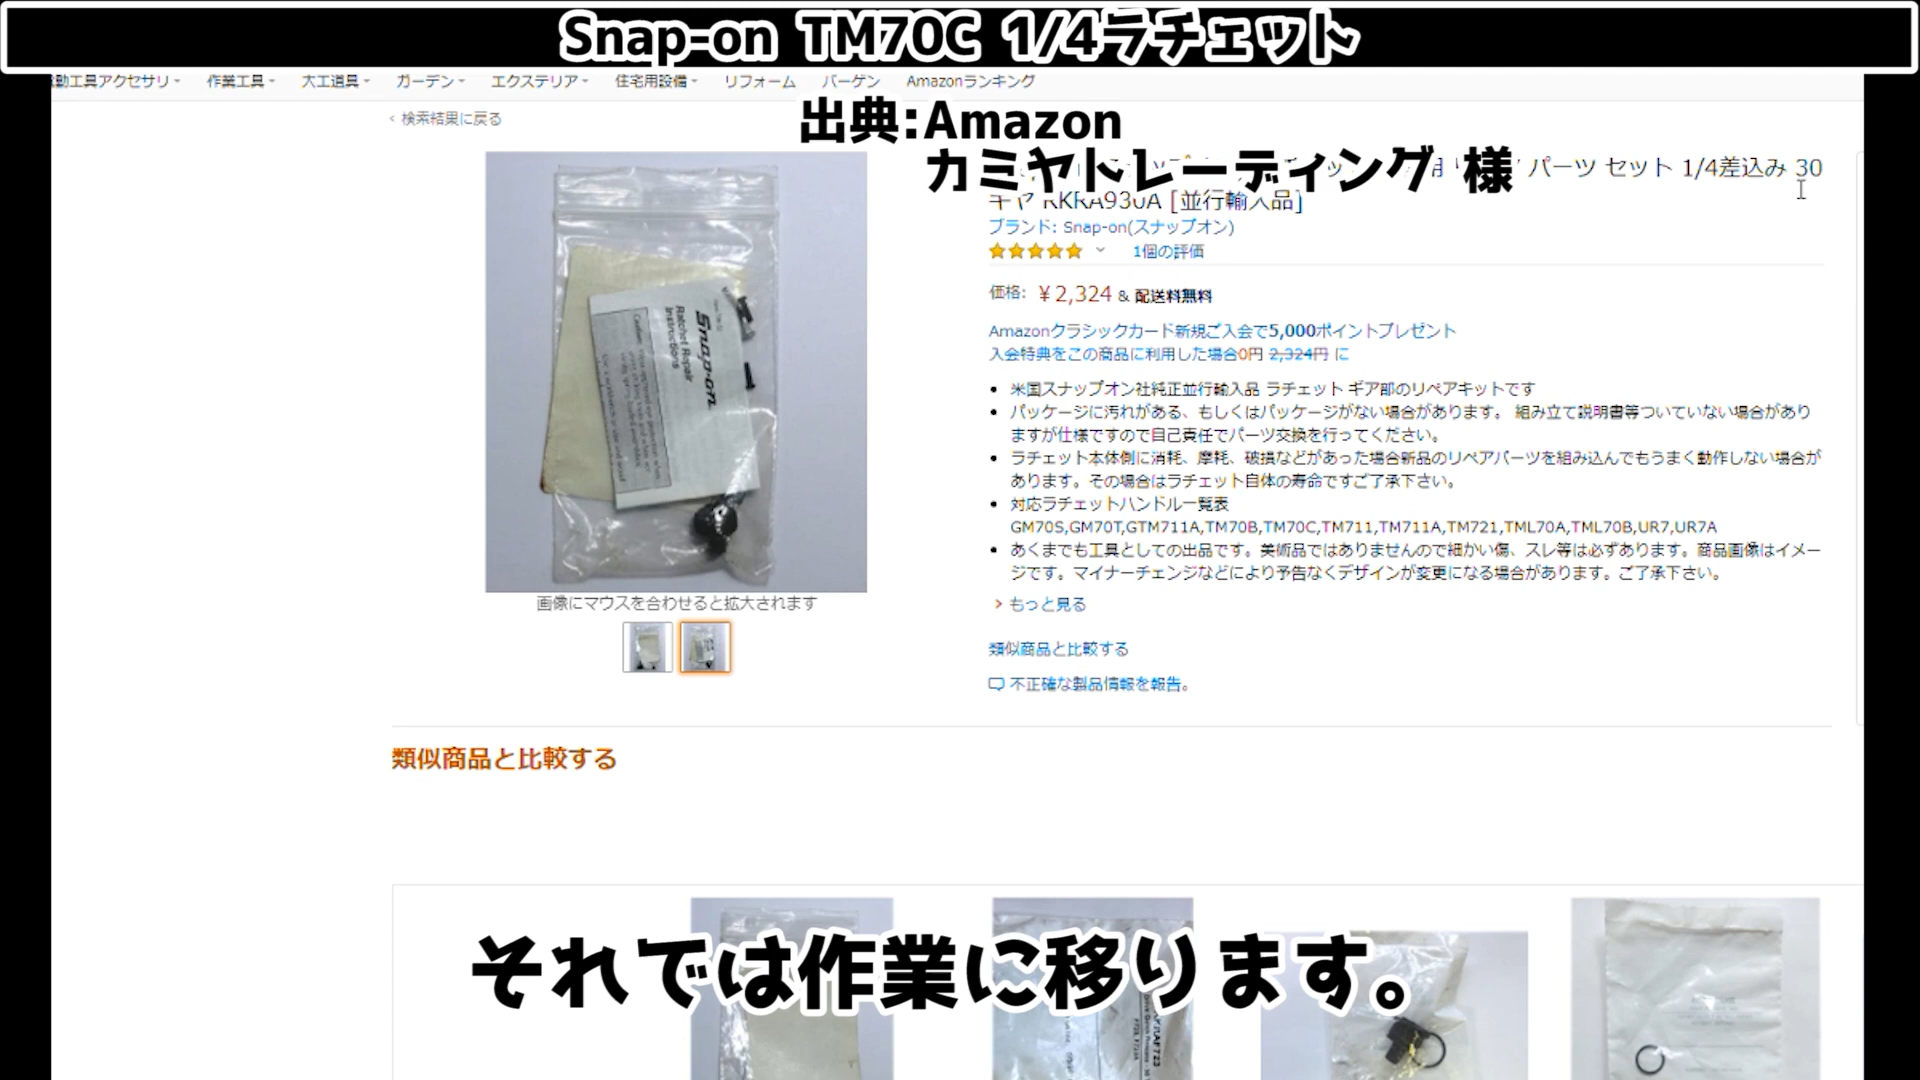 Snap-on TM70C 1/4ラチェット
動工具アクセサリ 作業工具 大工道具 ガーデン エクステリア 住宅用設備 リフォーム バーゲン Amazonランキング
‹ 検索結果に戻る
出典:Amazon
カミヤトレーディング 様
パーツ セット 1/4差込み 30
ギヤ RKRA930A [並行輸入品]
ブランド: Snap-on(スナップオン)
1個の評価
価格: ￥2,324 & 配送料無料
Amazonクラシックカード新規ご入会で5,000ポイントプレゼント
入会特典をこの商品に利用した場合0円 2,324円 に
• 米国スナップオン社純正並行輸入品 ラチェット ギア部のリペアキットです
• パッケージに汚れがある、もしくはパッケージがない場合があります。 組み立て説明書等ついていない場合があり
ますが仕様ですので自己責任でパーツ交換を行ってください。
• ラチェット本体側に消耗、摩耗、破損などがあった場合新品のリペアパーツを組み込んでもうまく動作しない場合が
あります。その場合はラチェット自体の寿命ですご了承下さい。
• 対応ラチェットハンドル一覧表
GM70S,GM70T,GTM711A,TM70B,TM70C,TM711,TM711A,TM721,TML70A,TML70B,UR7,UR7A
• あくまでも工具としての出品です。美術品ではありませんので細かい傷、スレ等は必ずあります。商品画像はイメー
ジです。マイナーチェンジなどにより予告なくデザインが変更になる場合があります。ご了承下さい。
› もっと見る
類似商品と比較する
不正確な製品情報を報告。
Snap-on
Ratchet Repair
Instructions
画像にマウスを合わせると拡大されます
類似商品と比較する
それでは作業に移ります。